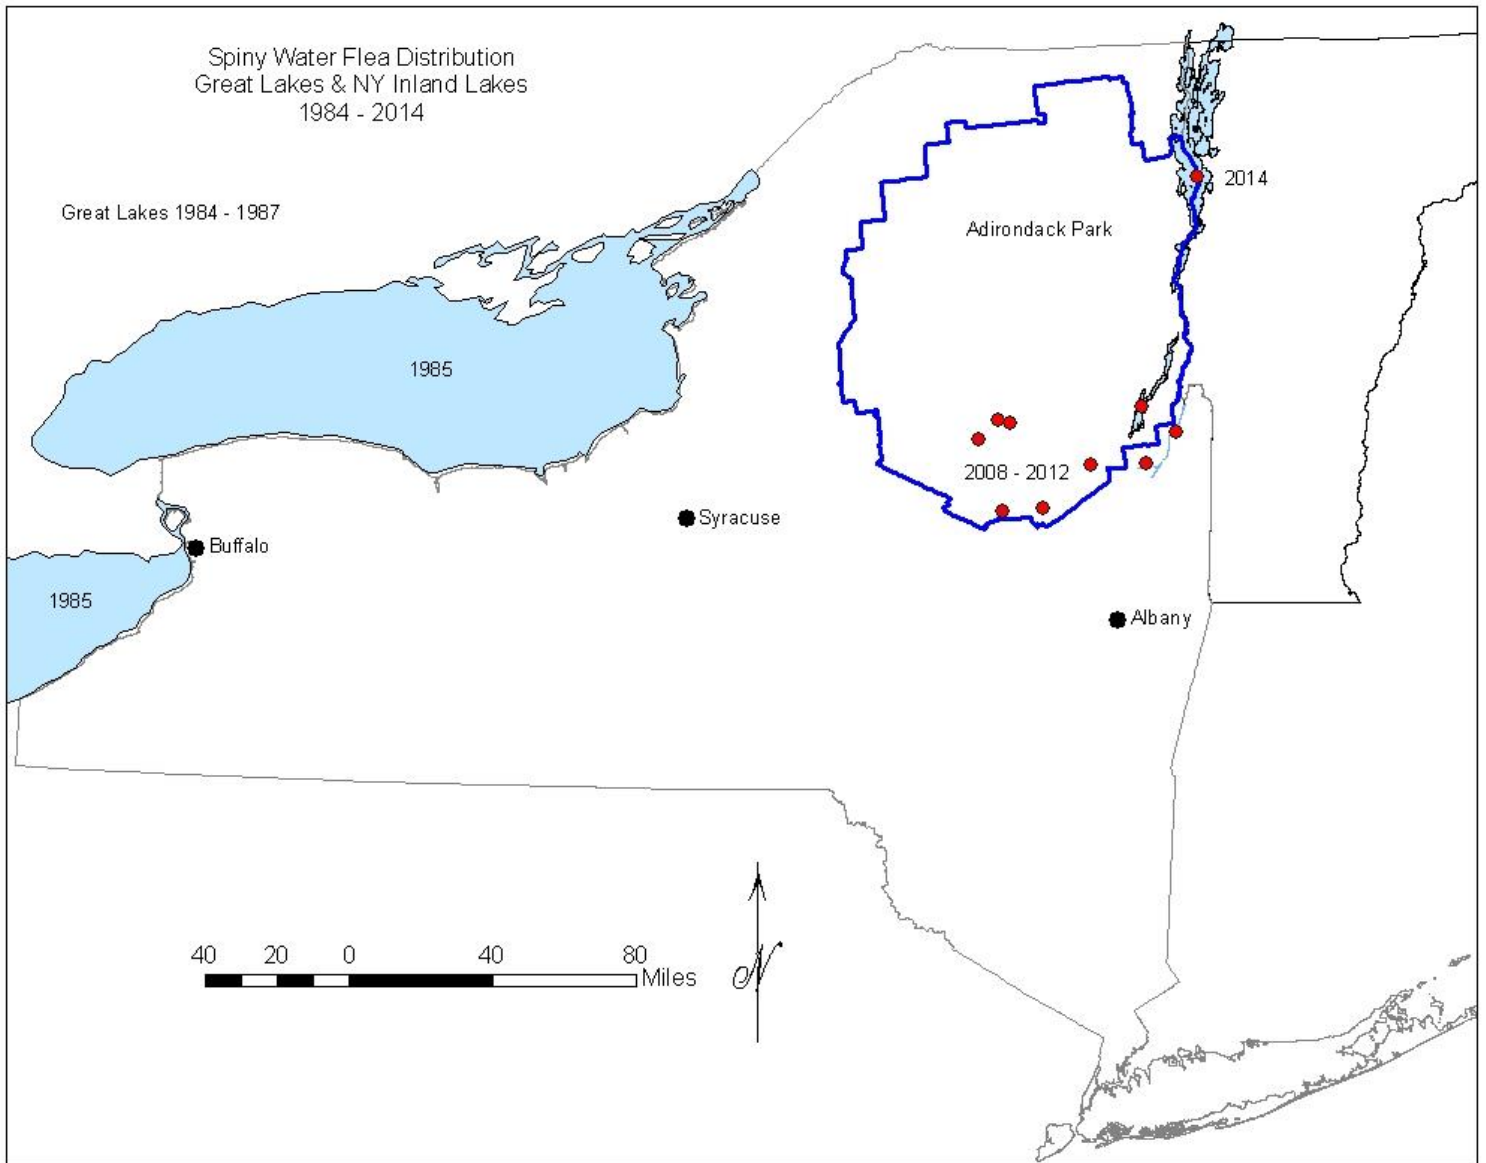 Spiny Water Flea Distribution
Great Lakes & NY Inland Lakes
1984 - 2014
2014
Great Lakes 1984 - 1987
Adirondack Park
1985
2008 - 2012
Syracuse
Buffalo
1985
Albany
40 20 0 40 80
Miles
N